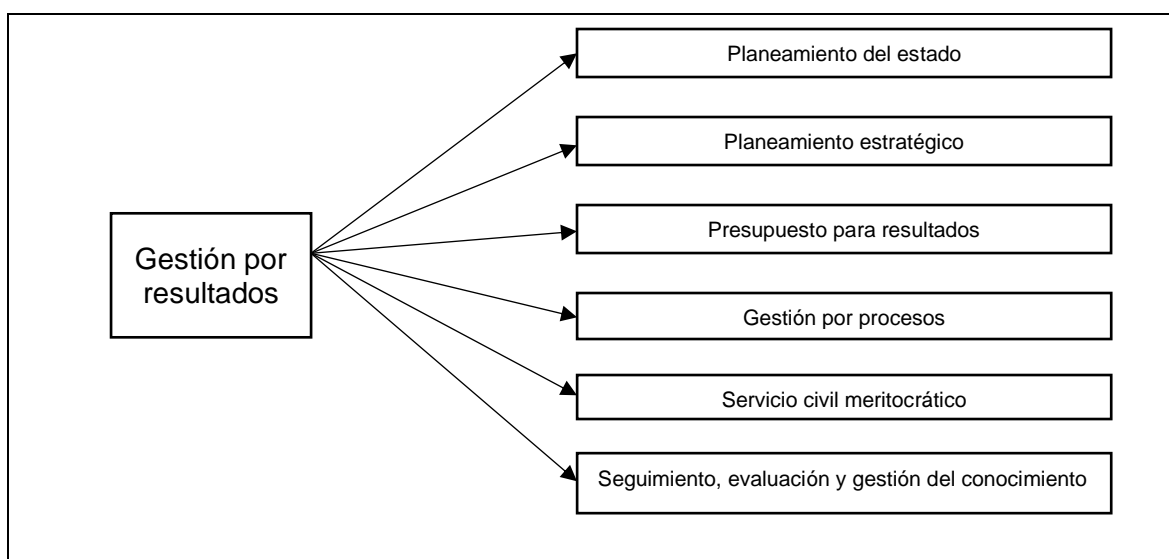 Planeamiento del estado
Planeamiento estratégico
Presupuesto para resultados
Gestión por
resultados
Gestión por procesos
Servicio civil meritocrático
Seguimiento, evaluación y gestión del conocimiento